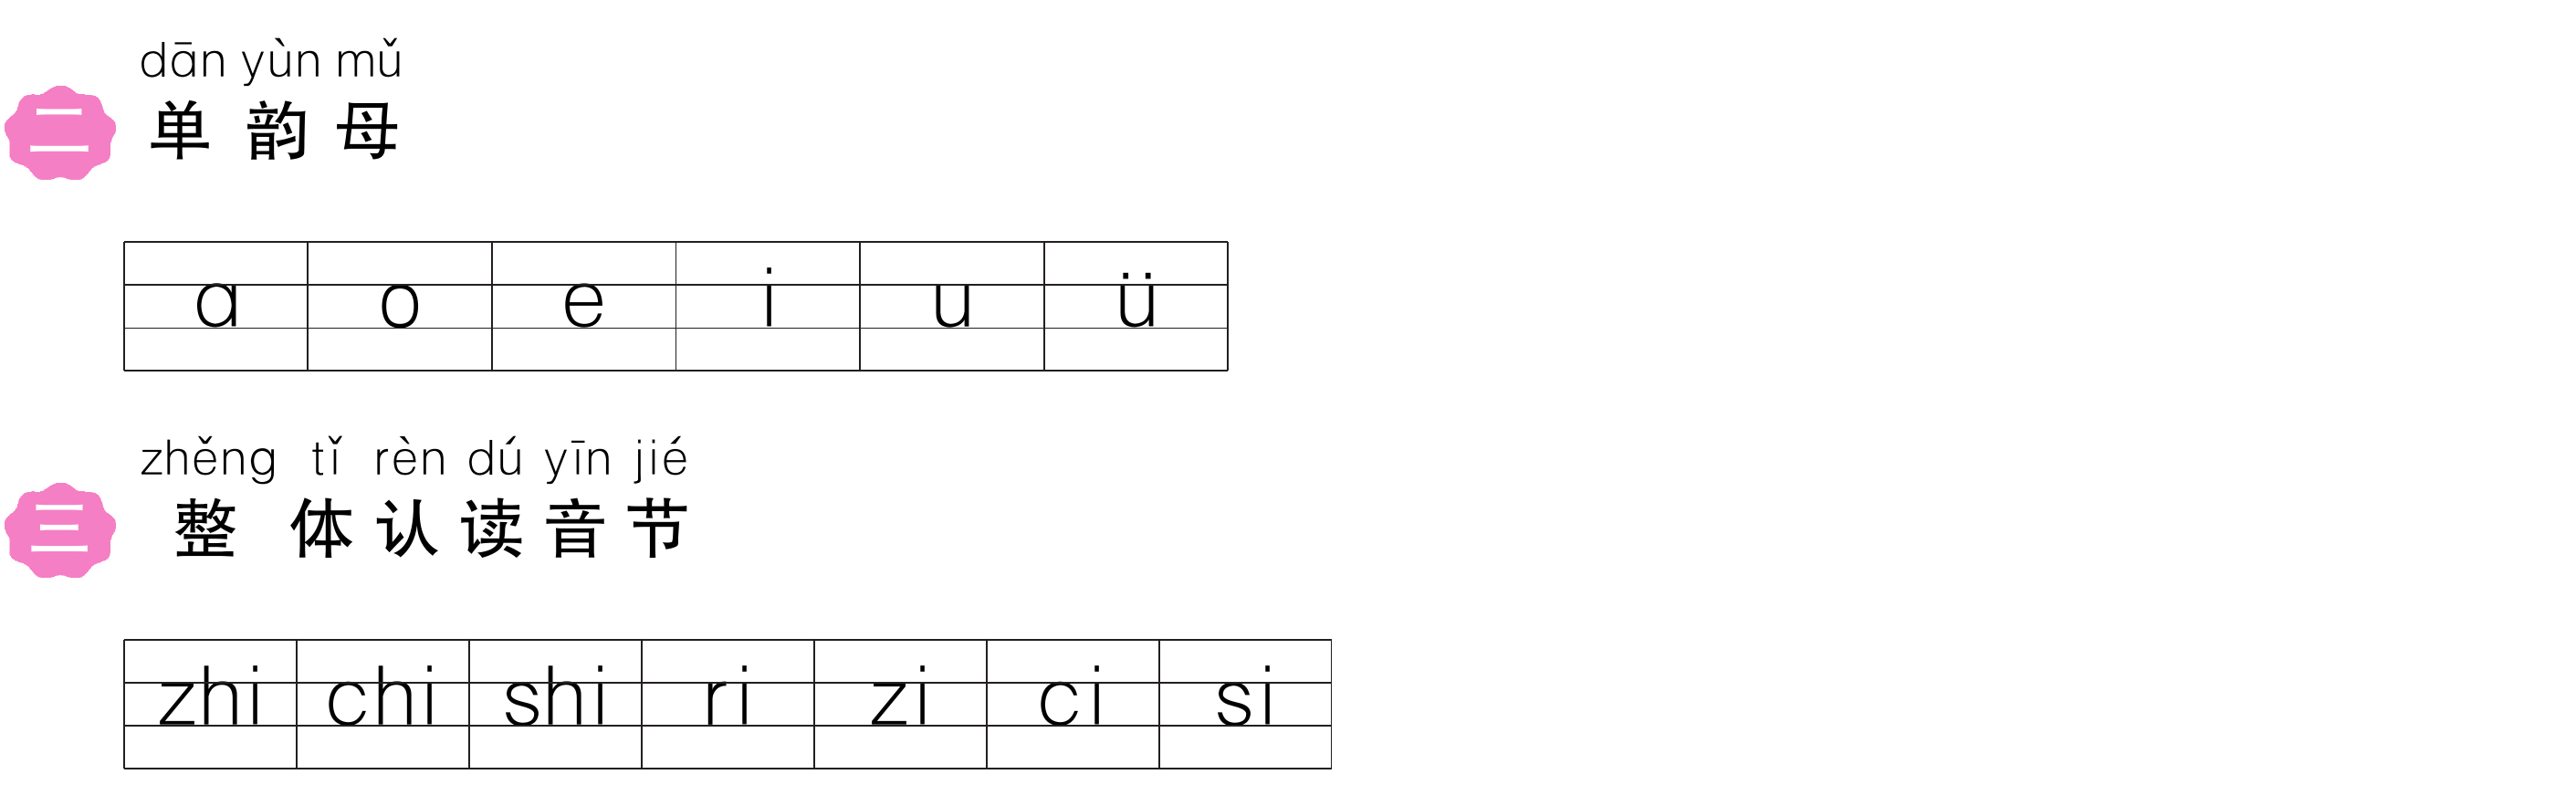 dān yùn mǔ
二 单韵母
ɑ o e i u ü
zhěng tǐ rèn dú yīn jié
三 整体认读音节
zhi chi shi ri zi ci si